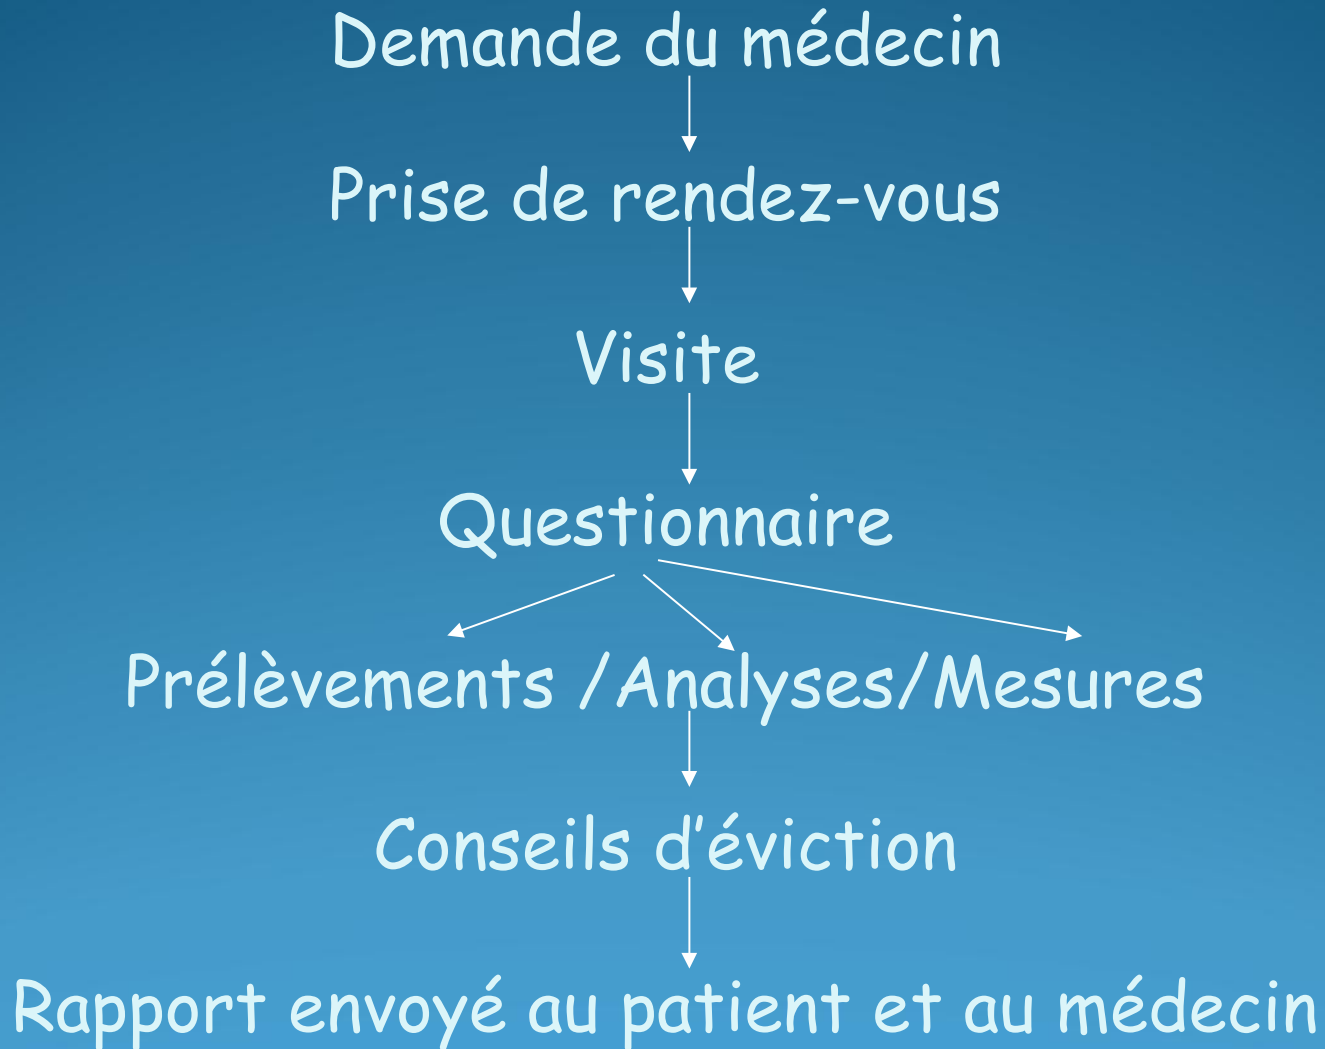 Demande du médecin
Prise de rendez-vous
Visite
Questionnaire
Prélèvements /Analyses/Mesures
Conseils d'éviction
Rapport envoyé au patient et au médecin